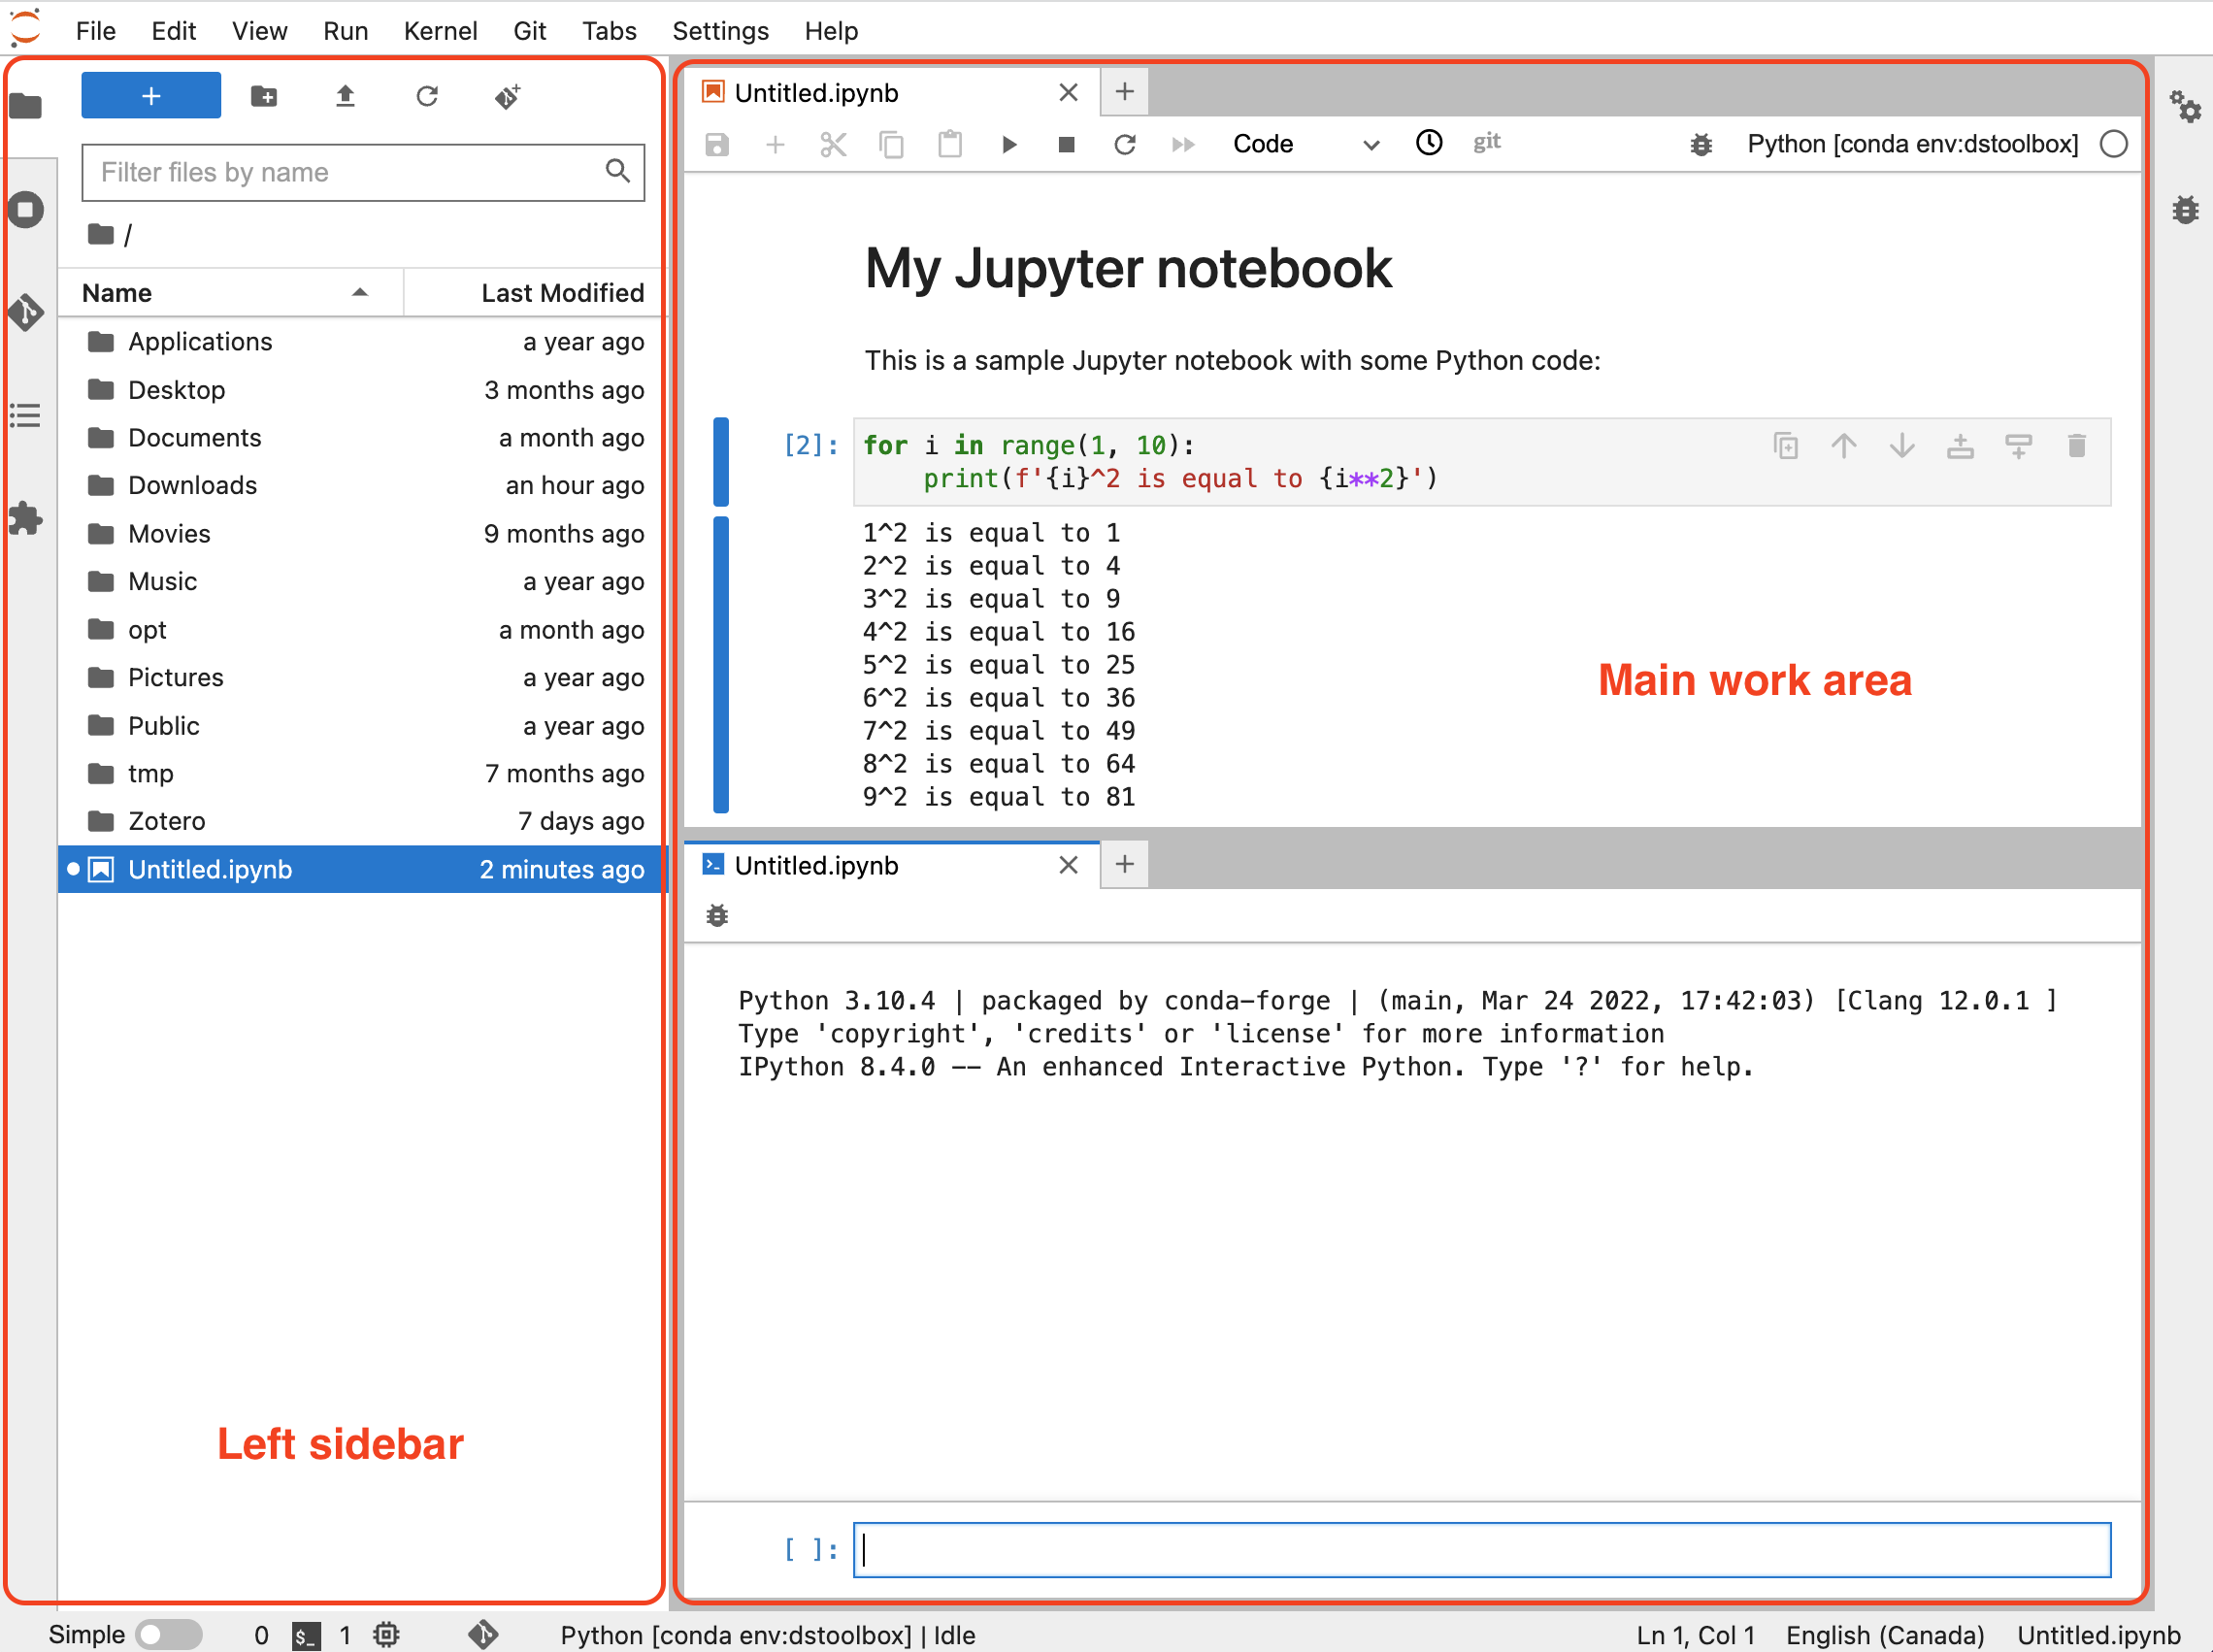 File Edit View Run Kernel Git Tabs Settings Help
+
Filter files by name
/
Name Last Modified
Applications a year ago
Desktop 3 months ago
Documents a month ago
Downloads an hour ago
Movies 9 months ago
Music a year ago
opt a month ago
Pictures a year ago
Public a year ago
tmp 7 months ago
Zotero 7 days ago
Untitled.ipynb 2 minutes ago
Left sidebar
Untitled.ipynb
Code git Python [conda env:dstoolbox]
My Jupyter notebook
This is a sample Jupyter notebook with some Python code:
[2]: for i in range(1, 10):
print(f'{i}^2 is equal to {i**2}')
1^2 is equal to 1
2^2 is equal to 4
3^2 is equal to 9
4^2 is equal to 16
5^2 is equal to 25
6^2 is equal to 36
7^2 is equal to 49
8^2 is equal to 64
9^2 is equal to 81
Main work area
Untitled.ipynb
Python 3.10.4 | packaged by conda-forge | (main, Mar 24 2022, 17:42:03) [Clang 12.0.1 ]
Type 'copyright', 'credits' or 'license' for more information
IPython 8.4.0 -- An enhanced Interactive Python. Type '?' for help.
[ ]:
Simple 0 $_ 1 Python [conda env:dstoolbox] | Idle Ln 1, Col 1 English (Canada) Untitled.ipynb